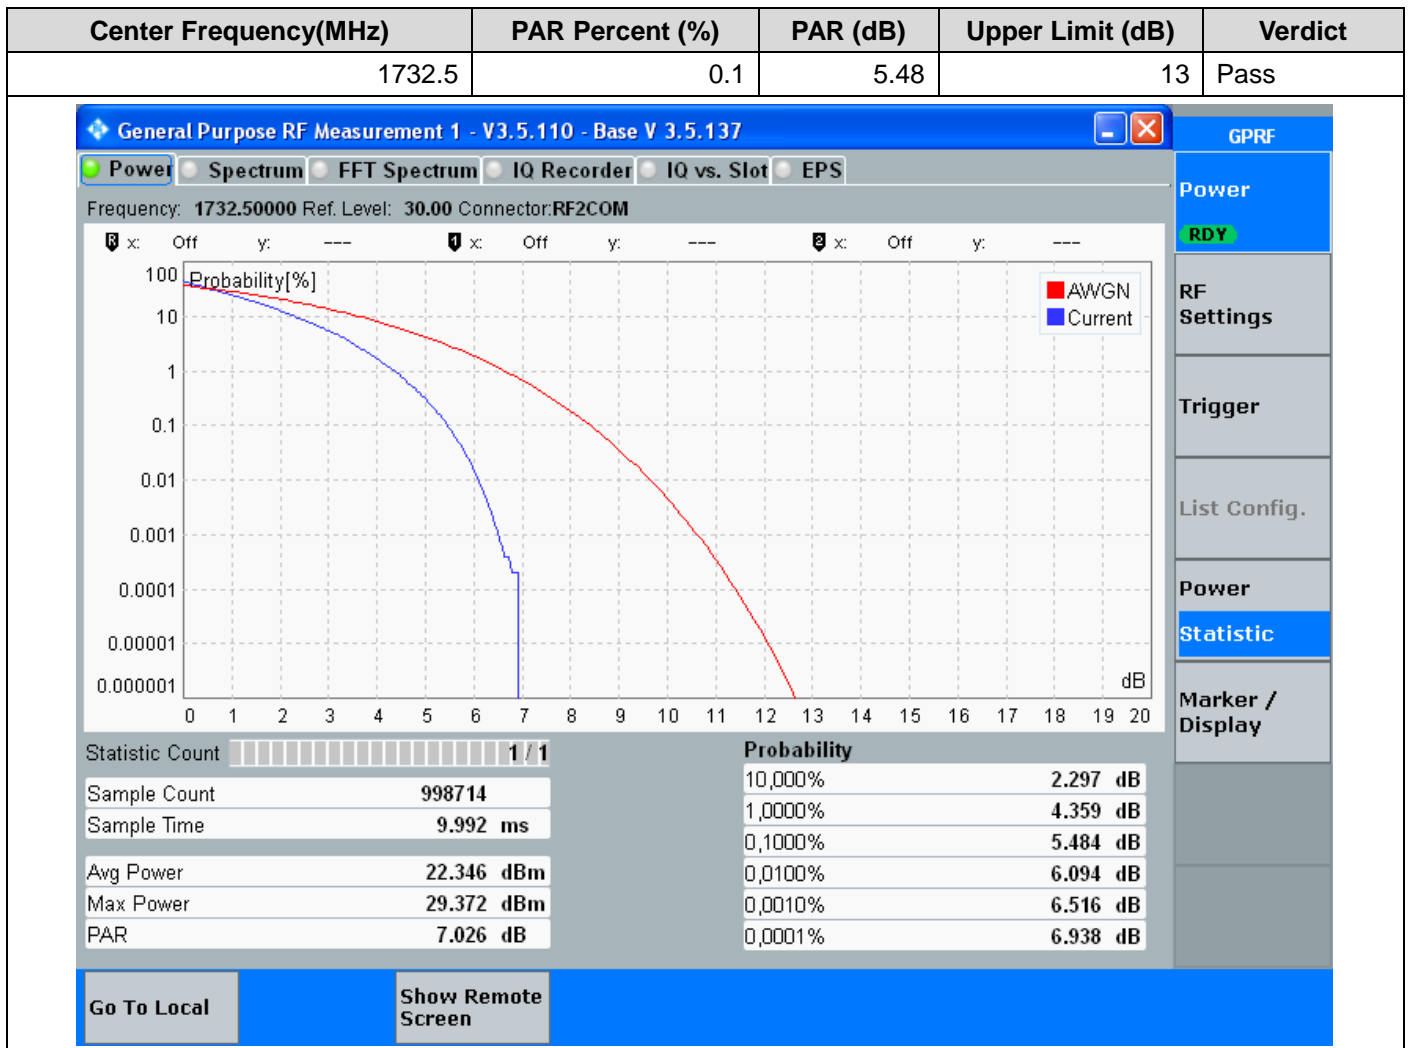 Center Frequency(MHz) PAR Percent (%) PAR (dB) Upper Limit (dB) Verdict
1732.5 0.1 5.48 13 Pass
General Purpose RF Measurement 1 - V3.5.110 - Base V 3.5.137
GPRF
Power Spectrum FFT Spectrum IQ Recorder IQ vs. Slot EPS
Frequency: 1732.50000 Ref. Level: 30.00 Connector:RF2COM
R x: Off y: --- 1 x: Off y: --- 2 x: Off y: ---
Probability[%]
100
10
1
0.1
0.01
0.001
0.0001
0.00001
0.000001
AWGN
Current
dB
0 1 2 3 4 5 6 7 8 9 10 11 12 13 14 15 16 17 18 19 20
Statistic Count 1 / 1
Sample Count 998714
Sample Time 9.992 ms
Avg Power 22.346 dBm
Max Power 29.372 dBm
PAR 7.026 dB
Probability
10,000% 2.297 dB
1,0000% 4.359 dB
0,1000% 5.484 dB
0,0100% 6.094 dB
0,0010% 6.516 dB
0,0001% 6.938 dB
Power
RDY
RF
Settings
Trigger
List Config.
Power
Statistic
Marker /
Display
Go To Local
Show Remote
Screen